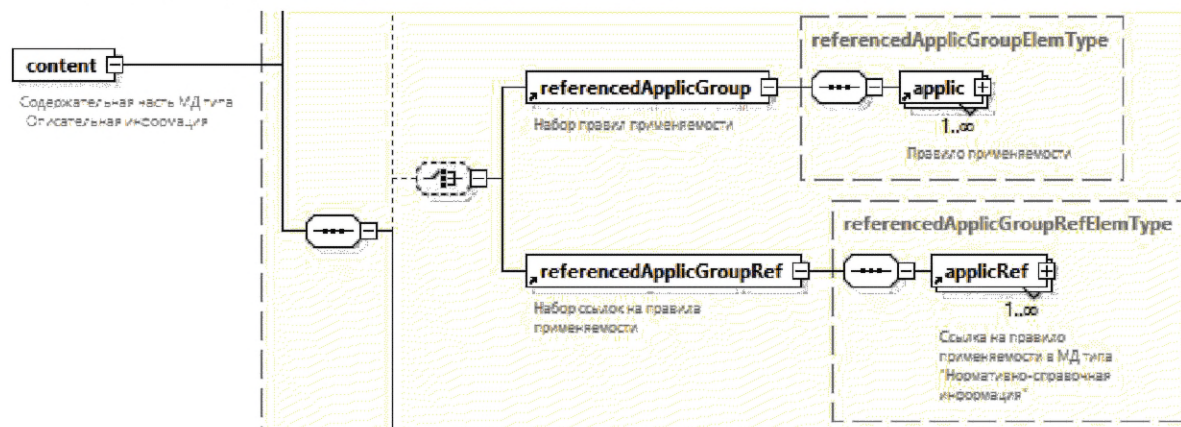 content
Содержательная часть МД типа
Описательная информация
referencedApplicGroup
Набор правил применяемости
referencedApplicGroupElemType
applic
1..∞
Правило применяемости
referencedApplicGroupRef
Набор ссылок на правила
применяемости
referencedApplicGroupRefElemType
applicRef
1..∞
Ссылка на правило
применяемости в МД типа
"Нормативно-справочная
информация"